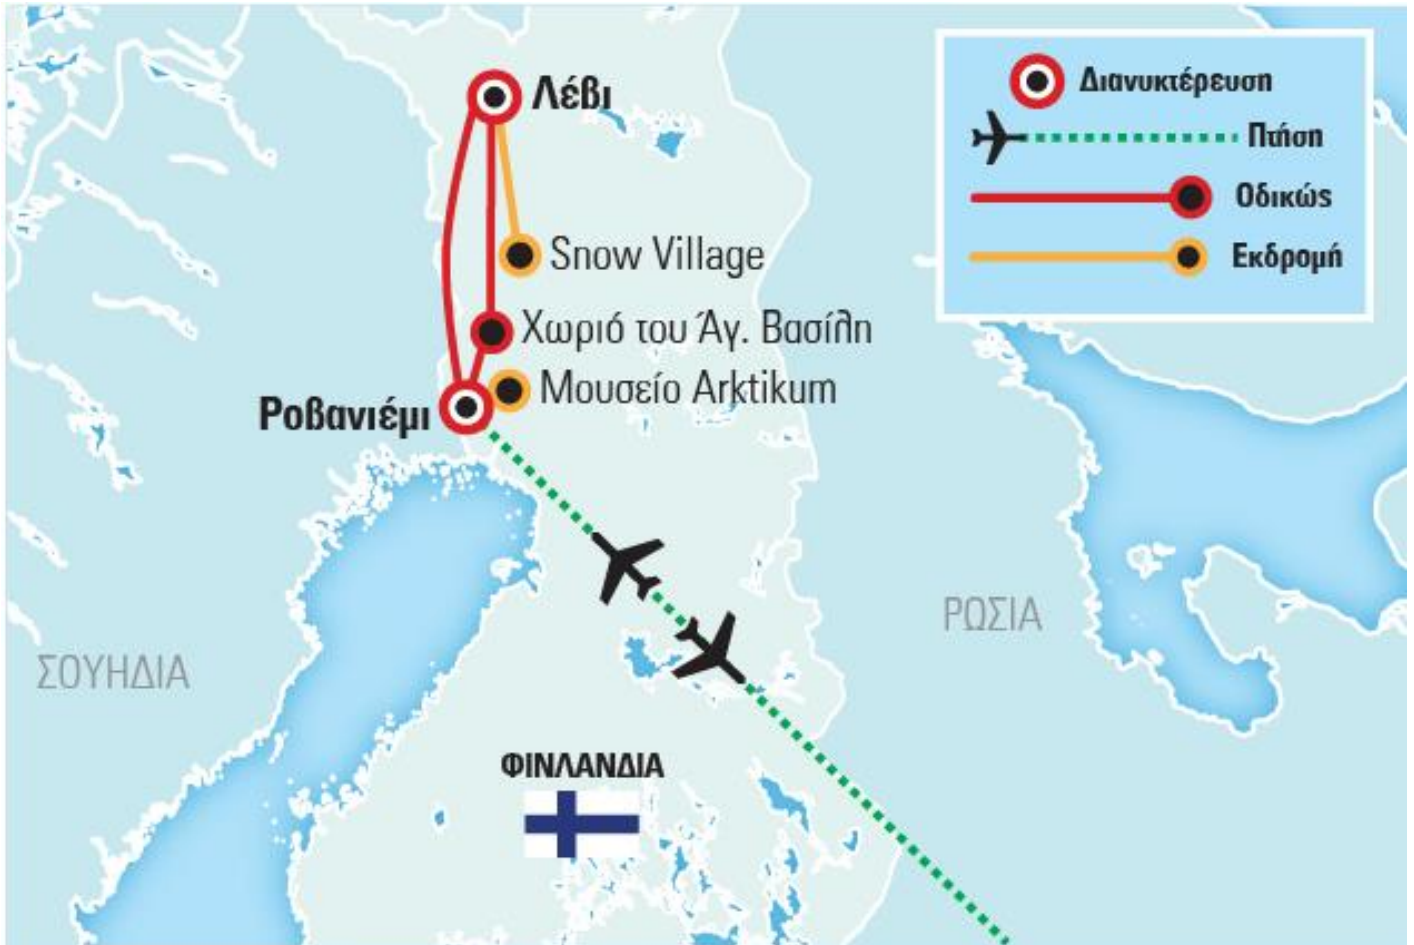 Λέβι
Snow Village
Χωριό του Άγ. Βασίλη
Μουσείο Arktikum
Ροβανιέμι
ΣΟΥΗΔΙΑ
ΡΩΣΙΑ
ΦΙΝΛΑΝΔΙΑ
Διανυκτέρευση
Πτήση
Οδικώς
Εκδρομή